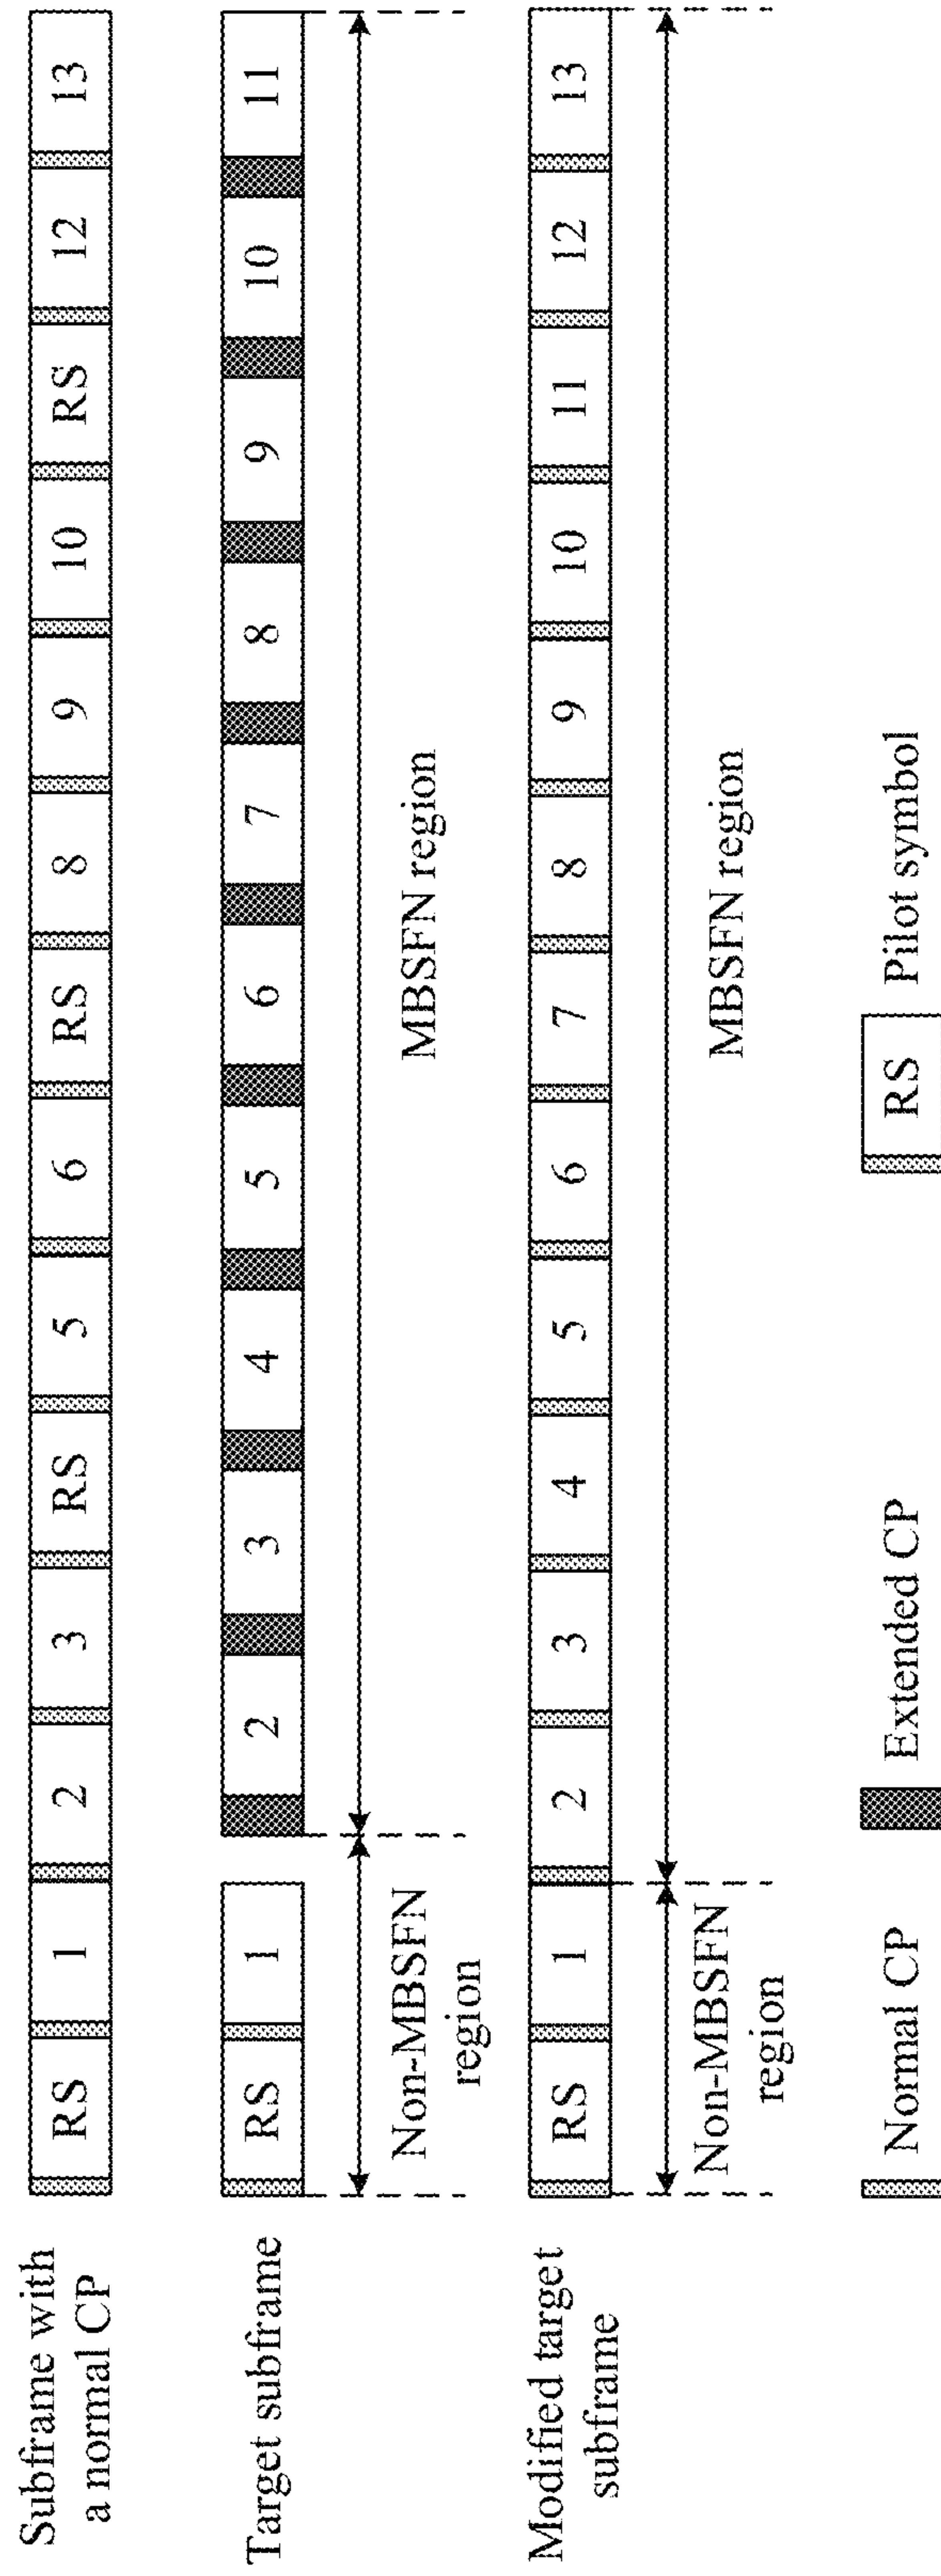 Subframe with
a normal CP
RS 1 2 3 RS 5 6 RS 8 9 10 RS 12 13
Target subframe
RS 1 2 3 4 5 6 7 8 9 10 11
Non-MBSFN
region
MBSFN region
Modified target
subframe
RS 1 2 3 4 5 6 7 8 9 10 11 12 13
Non-MBSFN
region
MBSFN region
Normal CP
Extended CP
RS
Pilot symbol